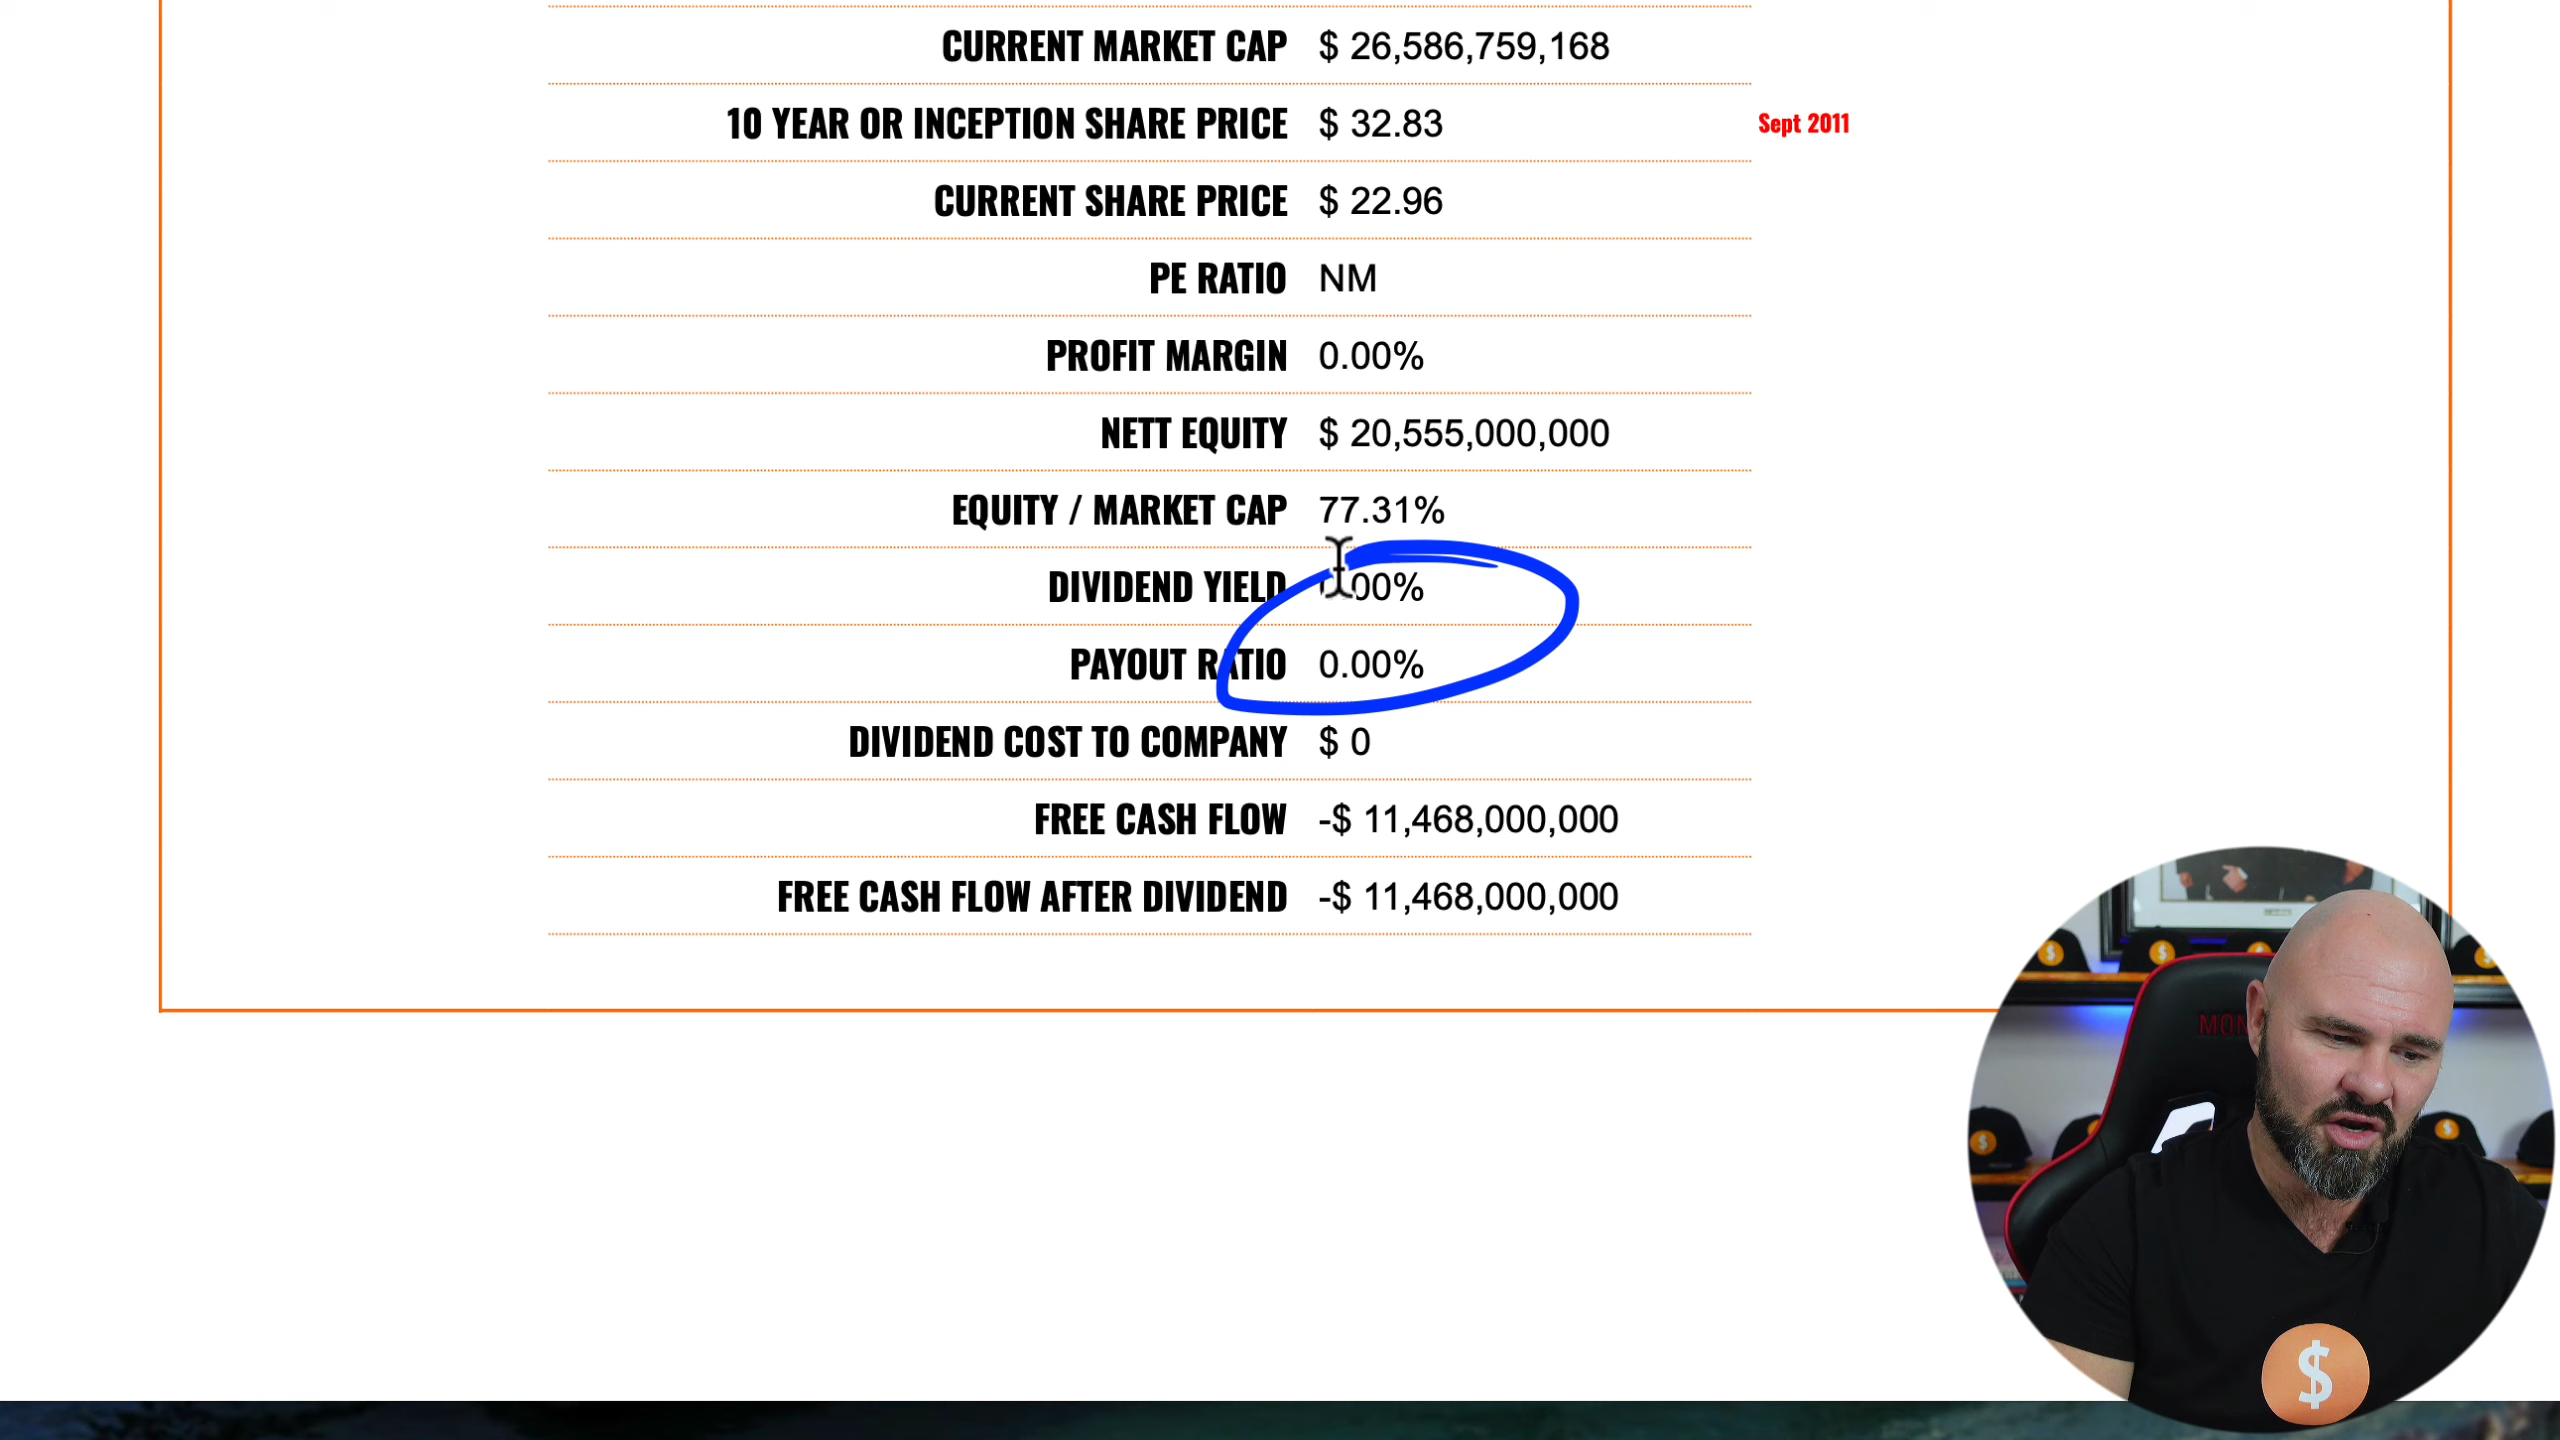 CURRENT MARKET CAP $ 26,586,759,168
10 YEAR OR INCEPTION SHARE PRICE $ 32.83 Sept 2011
CURRENT SHARE PRICE $ 22.96
PE RATIO NM
PROFIT MARGIN 0.00%
NETT EQUITY $ 20,555,000,000
EQUITY / MARKET CAP 77.31%
DIVIDEND YIELD 0.00%
PAYOUT RATIO 0.00%
DIVIDEND COST TO COMPANY $ 0
FREE CASH FLOW -$ 11,468,000,000
FREE CASH FLOW AFTER DIVIDEND -$ 11,468,000,000
$